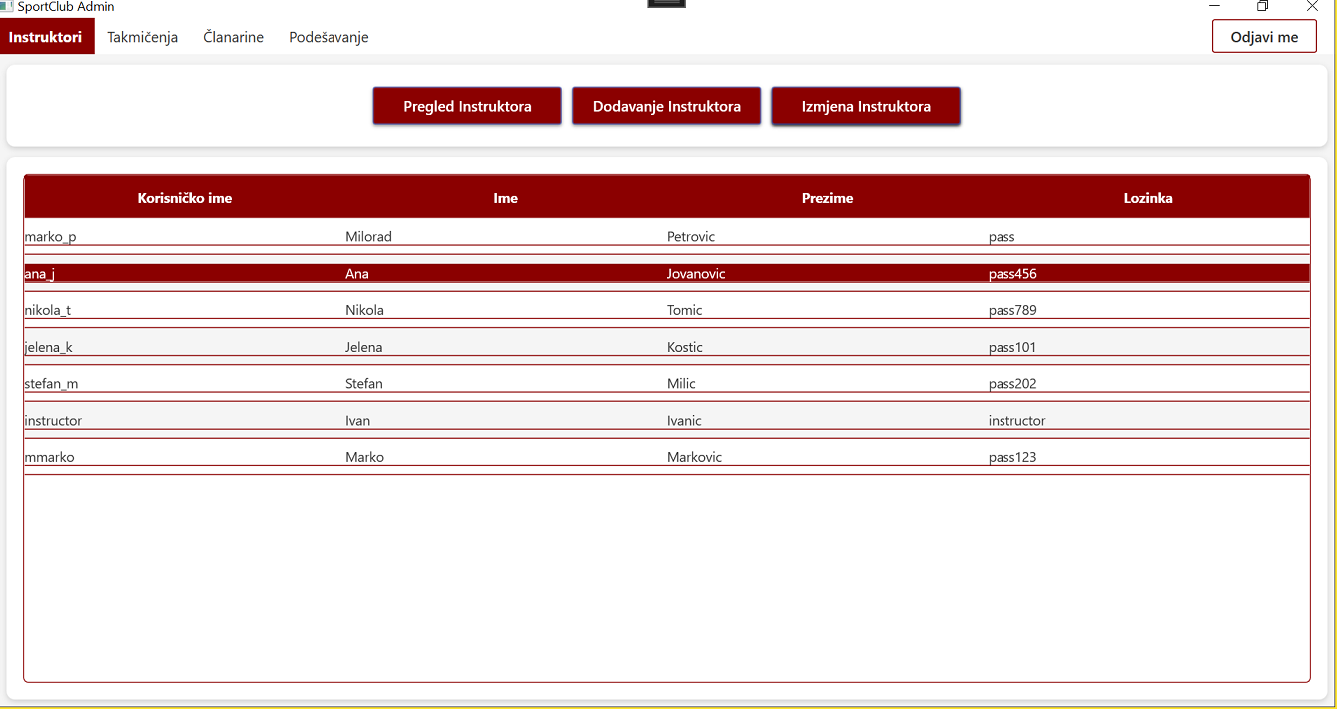 SportClub Admin
Instruktori Takmičenja Članarine Podešavanje Odjavi me
Pregled Instruktora Dodavanje Instruktora Izmjena Instruktora
Korisničko ime Ime Prezime Lozinka
marko_p Milorad Petrovic pass
ana_j Ana Jovanovic pass456
nikola_t Nikola Tomic pass789
jelena_k Jelena Kostic pass101
stefan_m Stefan Milic pass202
instructor Ivan Ivanic instructor
mmarko Marko Markovic pass123